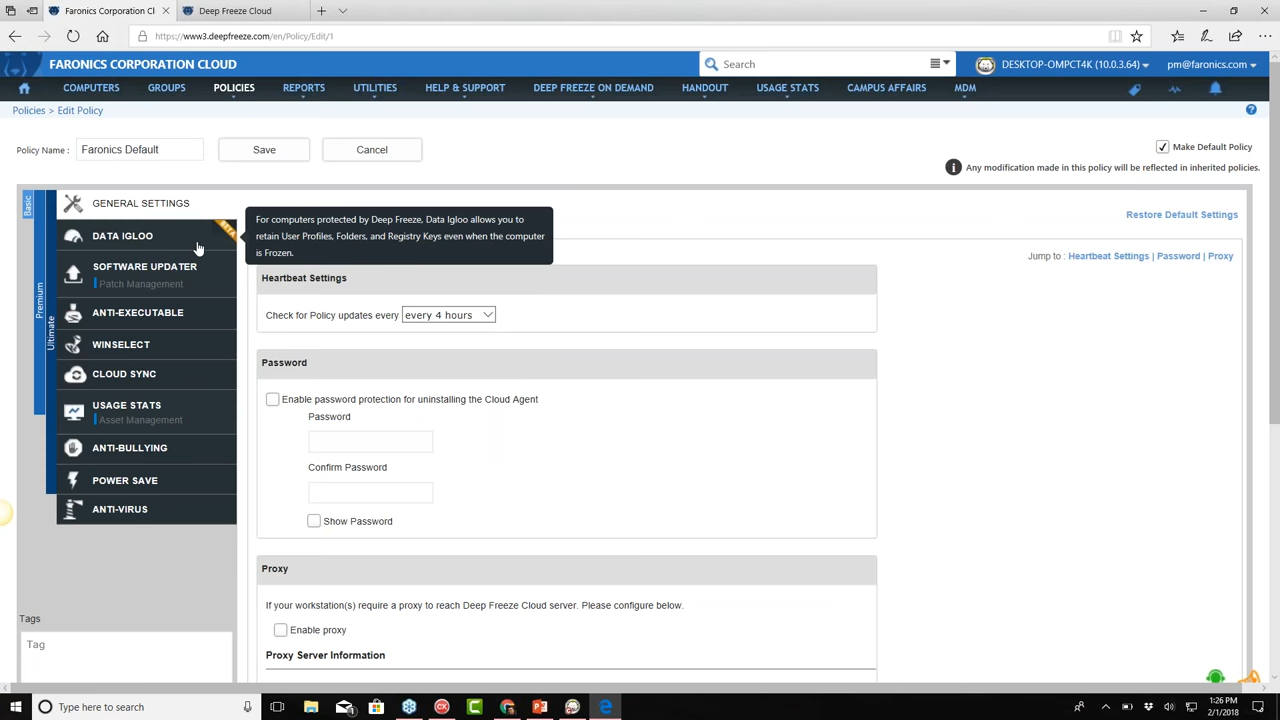 Faronics Corporation Cl
Deep Freeze Cloud
https://www3.deepfreeze.com/en/Policy/Edit/1
FARONICS CORPORATION CLOUD
Search
DESKTOP-OMPCT4K (10.0.3.64)
pm@faronics.com
COMPUTERS
GROUPS
POLICIES
REPORTS
UTILITIES
HELP & SUPPORT
DEEP FREEZE ON DEMAND
HANDOUT
USAGE STATS
CAMPUS AFFAIRS
MDM
Policies > Edit Policy
Policy Name :
Faronics Default
Save
Cancel
Make Default Policy
Any modification made in this policy will be reflected in inherited policies.
Basic
Premium
Ultimate
GENERAL SETTINGS
DATA IGLOO
SOFTWARE UPDATER
Patch Management
ANTI-EXECUTABLE
WINSELECT
CLOUD SYNC
USAGE STATS
Asset Management
ANTI-BULLYING
POWER SAVE
ANTI-VIRUS
Tags
Tag
For computers protected by Deep Freeze, Data Igloo allows you to
retain User Profiles, Folders, and Registry Keys even when the computer
is Frozen.
Restore Default Settings
Jump to : Heartbeat Settings | Password | Proxy
Heartbeat Settings
Check for Policy updates every every 4 hours
Password
Enable password protection for uninstalling the Cloud Agent
Password
Confirm Password
Show Password
Proxy
If your workstation(s) require a proxy to reach Deep Freeze Cloud server. Please configure below.
Enable proxy
Proxy Server Information
Type here to search
1:26 PM
2/1/2018